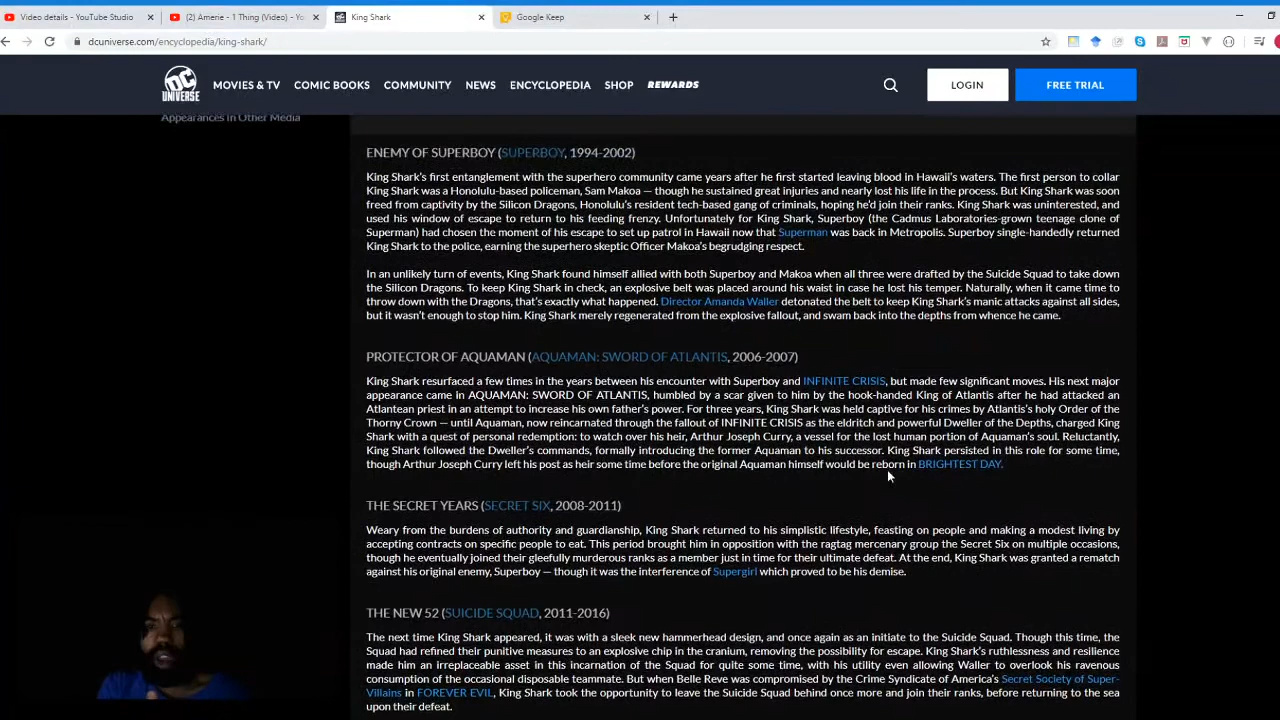 Video details - YouTube Studio
(2) Amerie - 1 Thing (Video) - Yo
King Shark
Google Keep
dcuniverse.com/encyclopedia/king-shark/
DC
UNIVERSE
MOVIES & TV
COMIC BOOKS
COMMUNITY
NEWS
ENCYCLOPEDIA
SHOP
REWARDS
LOGIN
FREE TRIAL
Appearances In Other Media
ENEMY OF SUPERBOY (SUPERBOY, 1994-2002)
King Shark's first entanglement with the superhero community came years after he first started leaving blood in Hawaii's waters. The first person to collar
King Shark was a Honolulu-based policeman, Sam Makoa — though he sustained great injuries and nearly lost his life in the process. But King Shark was soon
freed from captivity by the Silicon Dragons, Honolulu's resident tech-based gang of criminals, hoping he'd join their ranks. King Shark was uninterested, and
used his window of escape to return to his feeding frenzy. Unfortunately for King Shark, Superboy (the Cadmus Laboratories-grown teenage clone of
Superman) had chosen the moment of his escape to set up patrol in Hawaii now that Superman was back in Metropolis. Superboy single-handedly returned
King Shark to the police, earning the superhero skeptic Officer Makoa's begrudging respect.
In an unlikely turn of events, King Shark found himself allied with both Superboy and Makoa when all three were drafted by the Suicide Squad to take down
the Silicon Dragons. To keep King Shark in check, an explosive belt was placed around his waist in case he lost his temper. Naturally, when it came time to
throw down with the Dragons, that's exactly what happened. Director Amanda Waller detonated the belt to keep King Shark's manic attacks against all sides,
but it wasn't enough to stop him. King Shark merely regenerated from the explosive fallout, and swam back into the depths from whence he came.
PROTECTOR OF AQUAMAN (AQUAMAN: SWORD OF ATLANTIS, 2006-2007)
King Shark resurfaced a few times in the years between his encounter with Superboy and INFINITE CRISIS, but made few significant moves. His next major
appearance came in AQUAMAN: SWORD OF ATLANTIS, humbled by a scar given to him by the hook-handed King of Atlantis after he had attacked an
Atlantean priest in an attempt to increase his own father's power. For three years, King Shark was held captive for his crimes by Atlantis's holy Order of the
Thorny Crown — until Aquaman, now reincarnated through the fallout of INFINITE CRISIS as the eldritch and powerful Dweller of the Depths, charged King
Shark with a quest of personal redemption: to watch over his heir, Arthur Joseph Curry, a vessel for the lost human portion of Aquaman's soul. Reluctantly,
King Shark followed the Dweller's commands, formally introducing the former Aquaman to his successor. King Shark persisted in this role for some time,
though Arthur Joseph Curry left his post as heir some time before the original Aquaman himself would be reborn in BRIGHTEST DAY.
THE SECRET YEARS (SECRET SIX, 2008-2011)
Weary from the burdens of authority and guardianship, King Shark returned to his simplistic lifestyle, feasting on people and making a modest living by
accepting contracts on specific people to eat. This period brought him in opposition with the ragtag mercenary group the Secret Six on multiple occasions,
though he eventually joined their gleefully murderous ranks as a member just in time for their ultimate defeat. At the end, King Shark was granted a rematch
against his original enemy, Superboy — though it was the interference of Supergirl which proved to be his demise.
THE NEW 52 (SUICIDE SQUAD, 2011-2016)
The next time King Shark appeared, it was with a sleek new hammerhead design, and once again as an initiate to the Suicide Squad. Though this time, the
Squad had refined their punitive measures to an explosive chip in the cranium, removing the possibility for escape. King Shark's ruthlessness and resilience
made him an irreplaceable asset in this incarnation of the Squad for quite some time, with his utility even allowing Waller to overlook his ravenous
consumption of the occasional disposable teammate. But when Belle Reve was compromised by the Crime Syndicate of America's Secret Society of Super-
Villains in FOREVER EVIL, King Shark took the opportunity to leave the Suicide Squad behind once more and join their ranks, before returning to the sea
upon their defeat.